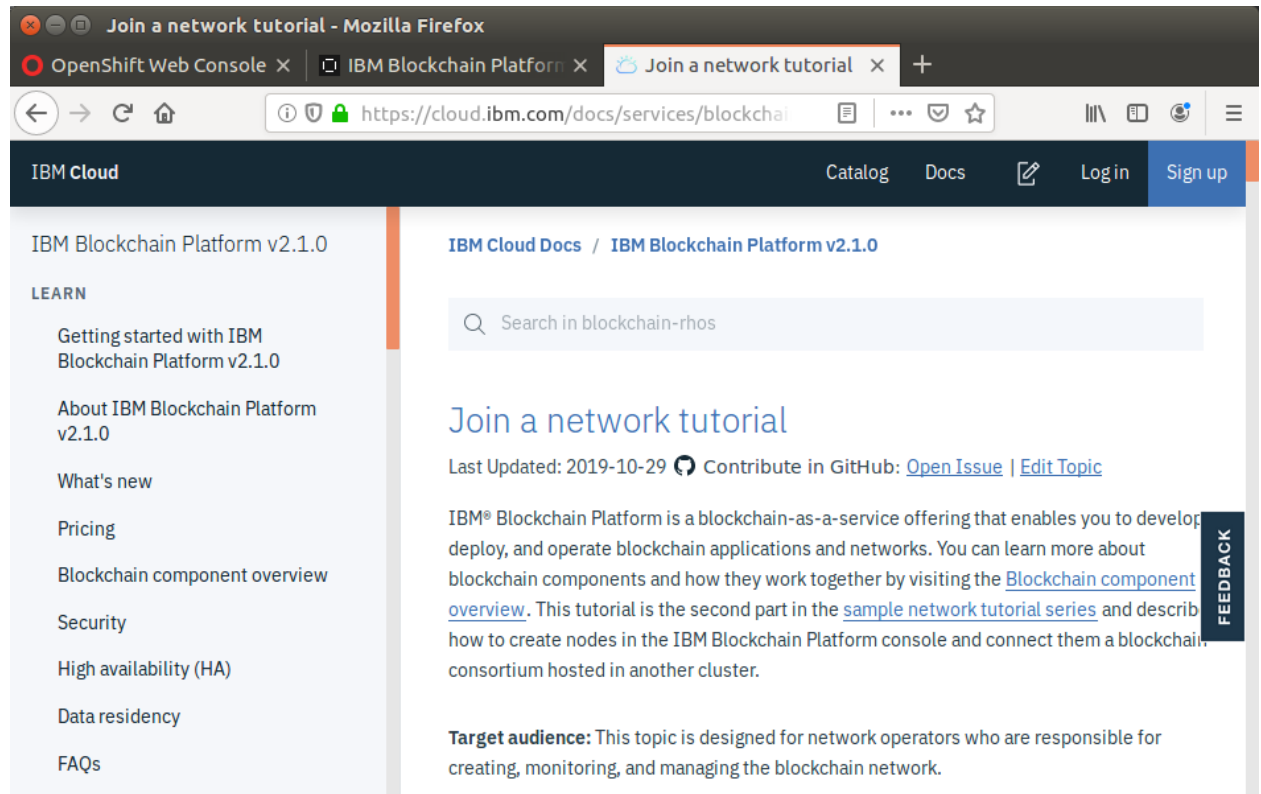 Join a network tutorial - Mozilla Firefox
OpenShift Web Console
IBM Blockchain Platform
Join a network tutorial
https://cloud.ibm.com/docs/services/blockchai
IBM Cloud
Catalog
Docs
Log in
Sign up
IBM Blockchain Platform v2.1.0
LEARN
Getting started with IBM
Blockchain Platform v2.1.0
About IBM Blockchain Platform
v2.1.0
What's new
Pricing
Blockchain component overview
Security
High availability (HA)
Data residency
FAQs
IBM Cloud Docs / IBM Blockchain Platform v2.1.0
Search in blockchain-rhos
Join a network tutorial
Last Updated: 2019-10-29 Contribute in GitHub: Open Issue | Edit Topic
IBM® Blockchain Platform is a blockchain-as-a-service offering that enables you to develop
deploy, and operate blockchain applications and networks. You can learn more about
blockchain components and how they work together by visiting the Blockchain component
overview. This tutorial is the second part in the sample network tutorial series and describ
how to create nodes in the IBM Blockchain Platform console and connect them a blockchain
consortium hosted in another cluster.
Target audience: This topic is designed for network operators who are responsible for
creating, monitoring, and managing the blockchain network.
FEEDBACK